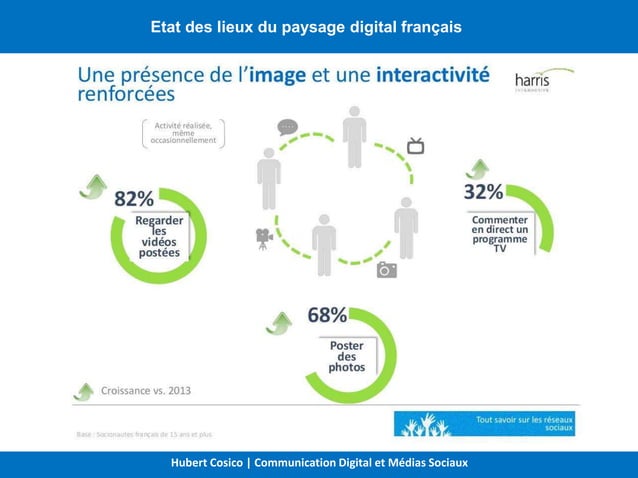 Etat des lieux du paysage digital français
Une présence de l'image et une interactivité
renforcées
harris
INTERACTIVE
Activité réalisée,
même
occasionnellement
82%
Regarder
les
vidéos
postées
32%
Commenter
en direct un
programme
TV
68%
Poster
des
photos
Croissance vs. 2013
Base : Socionautes français de 15 ans et plus
Tout savoir sur les réseaux
sociaux
Hubert Cosico | Communication Digital et Médias Sociaux